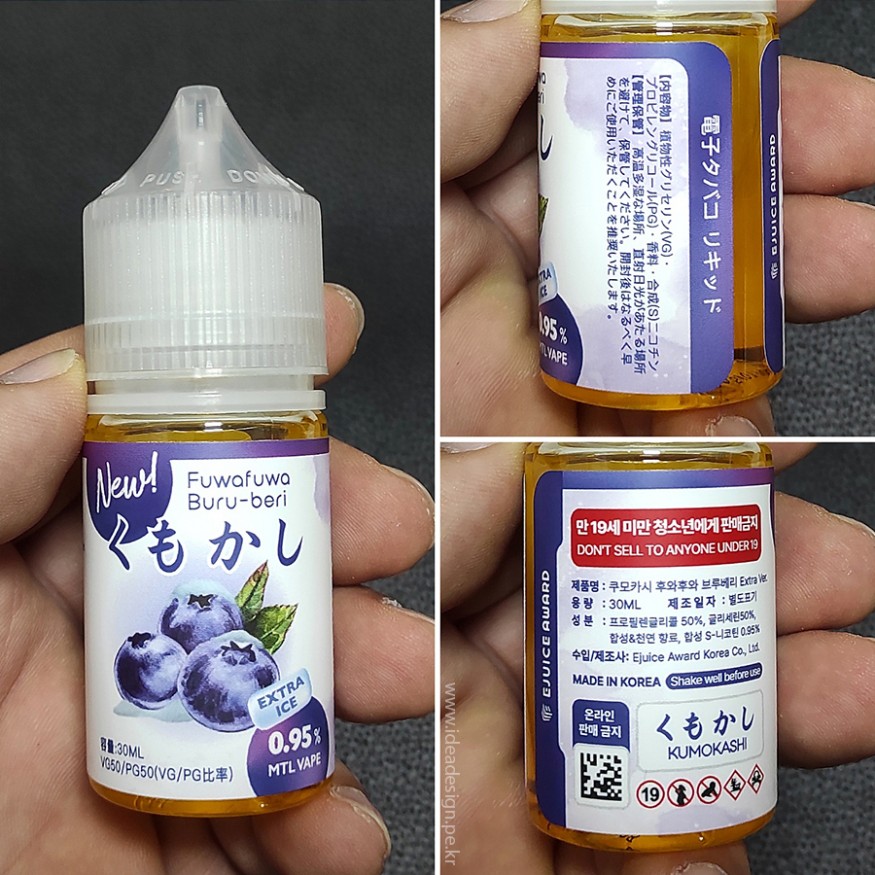 PUSH DOWN
New!
Fuwafuwa
Buru-beri
くもかし
EXTRA
ICE
0.95%
MTL VAPE
容量:30ML
VG50/PG50(VG/PG比率)
beri
EXTRA
ICE
0.95%
MTL VAPE
電子タバコ リキッド
【内容物】植物性グリセリン(VG)・
プロピレングリコール(PG)・香料・合成(S)ニコチン
【管理保管】高温多湿な場所、直射日光があたる場所
を避けて、保管してください。開封後はなるべく早
めにご使用いただくことを推奨いたします。
EJUICE AWARD
EJUICE AWARD
만 19세 미만 청소년에게 판매금지
DON'T SELL TO ANYONE UNDER 19
제품명 : 쿠모카시 후와후와 브루베리 Extra Ver.
용 량 : 30ML 제조일자 : 별도표기
성 분 : 프로필렌글리콜 50%, 글리세린50%,
합성&천연 향료, 합성 S-니코틴 0.95%
수입/제조사: Ejuice Award Korea Co., Ltd.
MADE IN KOREA Shake well before use
온라인
판매 금지
くもかし
KUMOKASHI
19
www.ideadesign.pe.kr